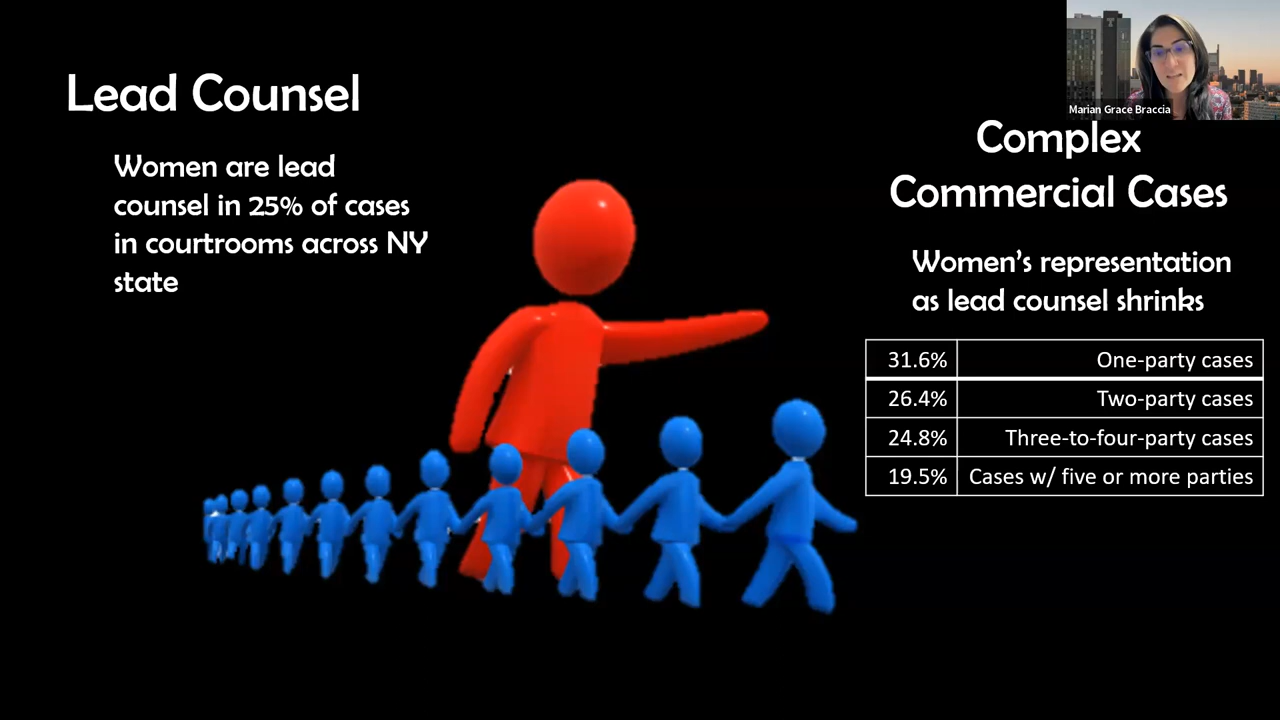 Lead Counsel
Women are lead
counsel in 25% of cases
in courtrooms across NY
state
Marian Grace Braccia
Complex
Commercial Cases
Women's representation
as lead counsel shrinks
31.6% One-party cases
26.4% Two-party cases
24.8% Three-to-four-party cases
19.5% Cases w/ five or more parties
T